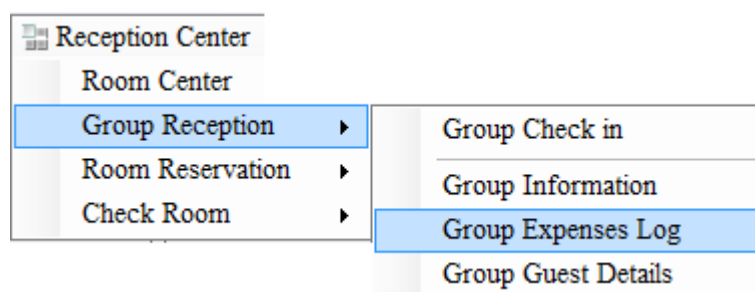 Reception Center
Room Center
Group Reception
Room Reservation
Check Room
Group Check in
Group Information
Group Expenses Log
Group Guest Details